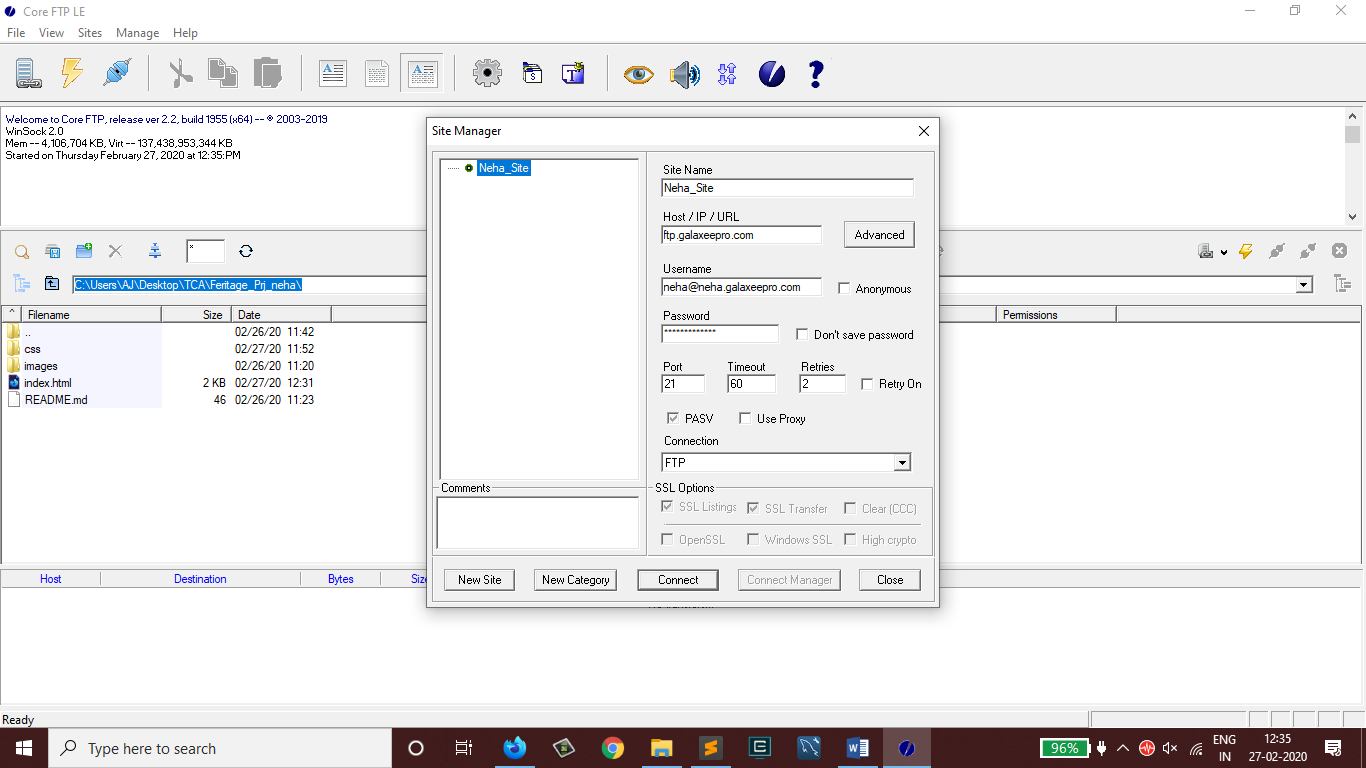 Core FTP LE
File View Sites Manage Help
Welcome to Core FTP, release ver 2.2, build 1955 (x64) -- © 2003-2019
WinSock 2.0
Mem -- 4,106,704 KB, Virt -- 137,438,953,344 KB
Started on Thursday February 27, 2020 at 12:35:PM
*
C:\Users\AJ\Desktop\TCA\Feritage_Prj_neha\
^ Filename Size Date
.. 02/26/20 11:42
css 02/27/20 11:52
images 02/26/20 11:20
index.html 2 KB 02/27/20 12:31
README.md 46 02/26/20 11:23
Permissions
Site Manager
Neha_Site
Comments
Site Name
Neha_Site
Host / IP / URL
ftp.galaxeepro.com Advanced
Username
neha@neha.galaxeepro.com Anonymous
Password
************* Don't save password
Port Timeout Retries
21 60 2 Retry On
PASV Use Proxy
Connection
FTP
SSL Options
SSL Listings SSL Transfer Clear (CCC)
OpenSSL Windows SSL High crypto
New Site New Category Connect Connect Manager Close
Host Destination Bytes Size
Ready
Type here to search
96% ENG 12:35
IN 27-02-2020